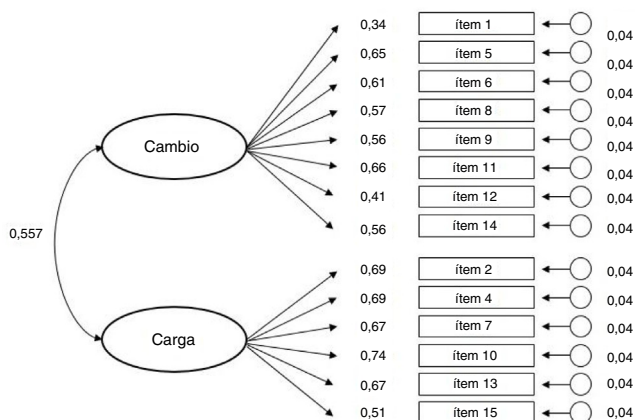 0,34 ítem 1 0,04
0,65 ítem 5 0,04
0,61 ítem 6 0,04
0,57 ítem 8 0,04
Cambio 0,56 ítem 9 0,04
0,66 ítem 11 0,04
0,41 ítem 12 0,04
0,56 ítem 14 0,04
0,557
0,69 ítem 2 0,04
0,69 ítem 4 0,04
0,67 ítem 7 0,04
Carga 0,74 ítem 10 0,04
0,67 ítem 13 0,04
0,51 ítem 15 0,04